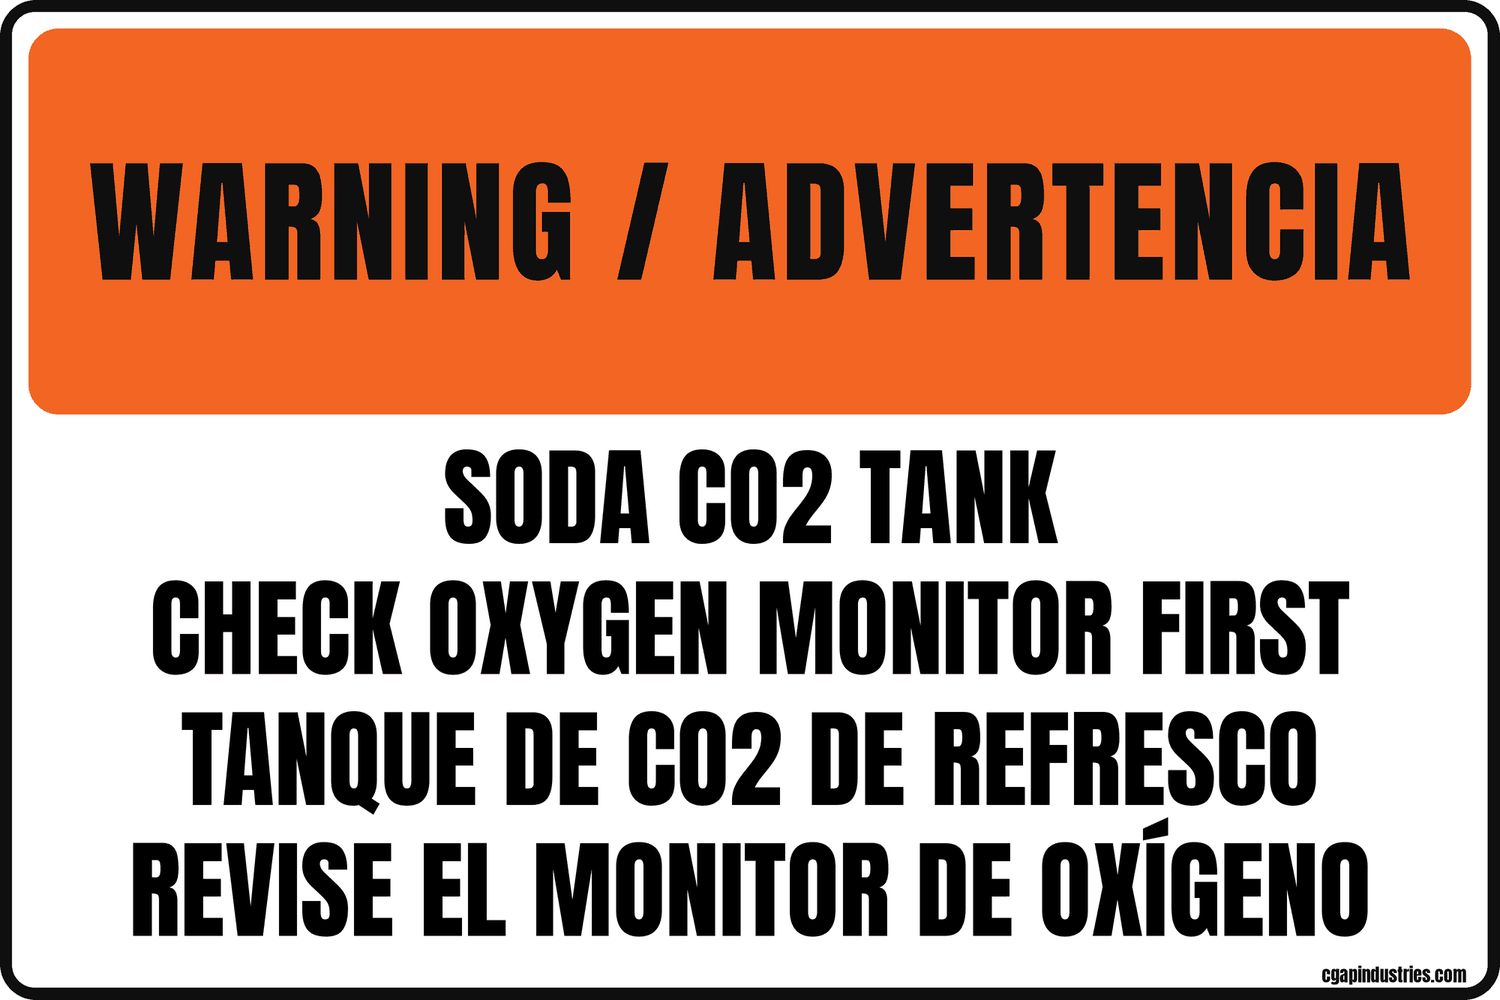 WARNING / ADVERTENCIA
SODA CO2 TANK
CHECK OXYGEN MONITOR FIRST
TANQUE DE CO2 DE REFRESCO
REVISE EL MONITOR DE OXÍGENO
cgapindustries.com